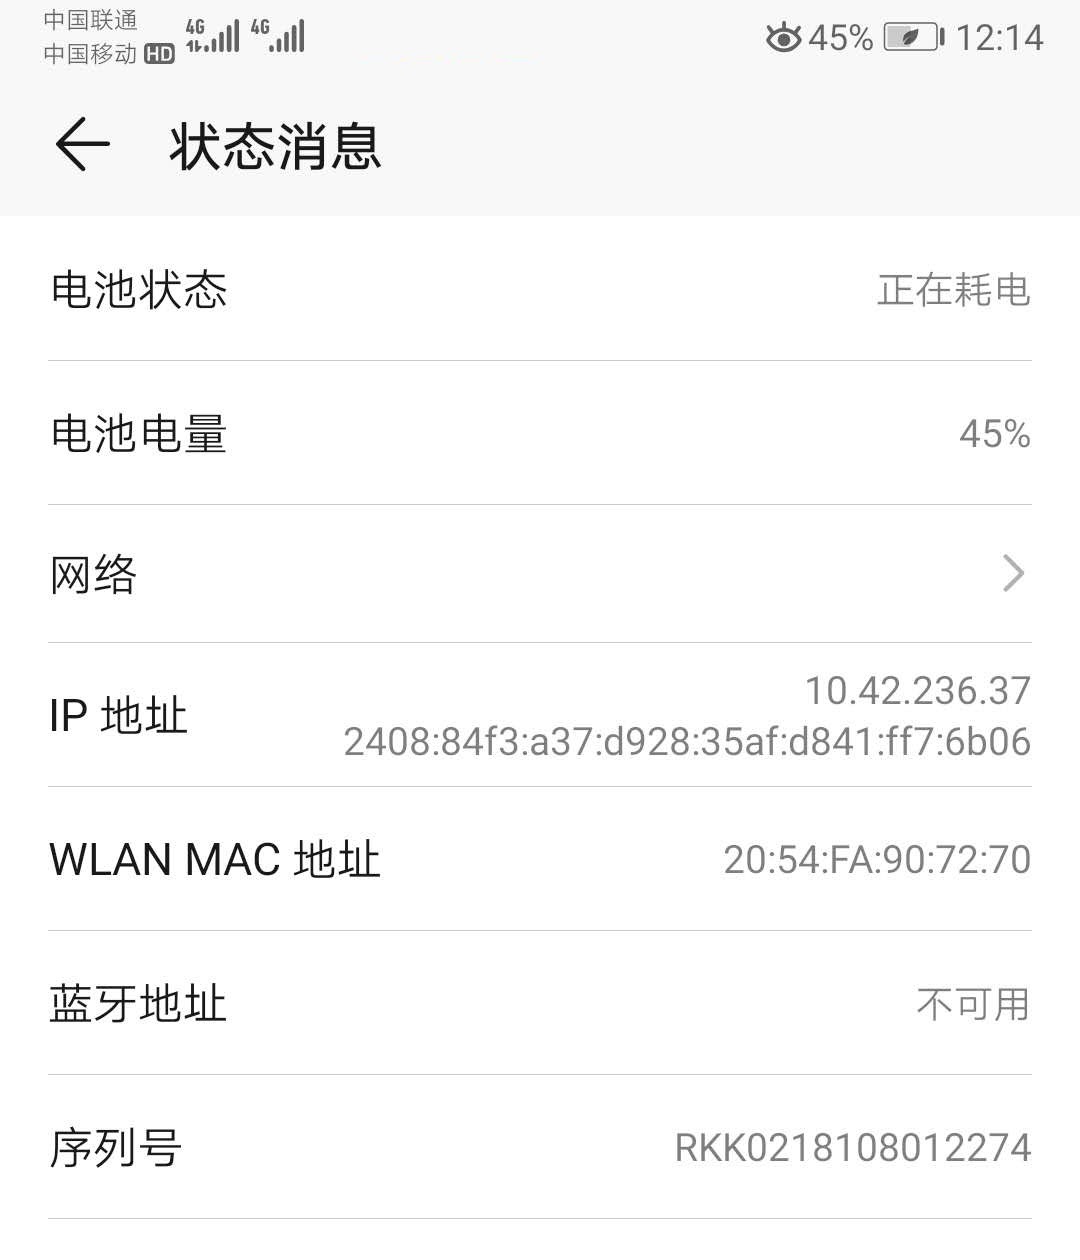 中国联通
中国移动 HD 4G 4G 45% 12:14
状态消息
电池状态 正在耗电
电池电量 45%
网络
IP 地址 10.42.236.37
2408:84f3:a37:d928:35af:d841:ff7:6b06
WLAN MAC 地址 20:54:FA:90:72:70
蓝牙地址 不可用
序列号 RKK0218108012274